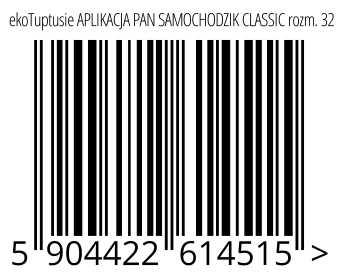 ekoTuptusie APLIKACJA PAN SAMOCHODZIK CLASSIC rozm. 32
5 904422 614515 >